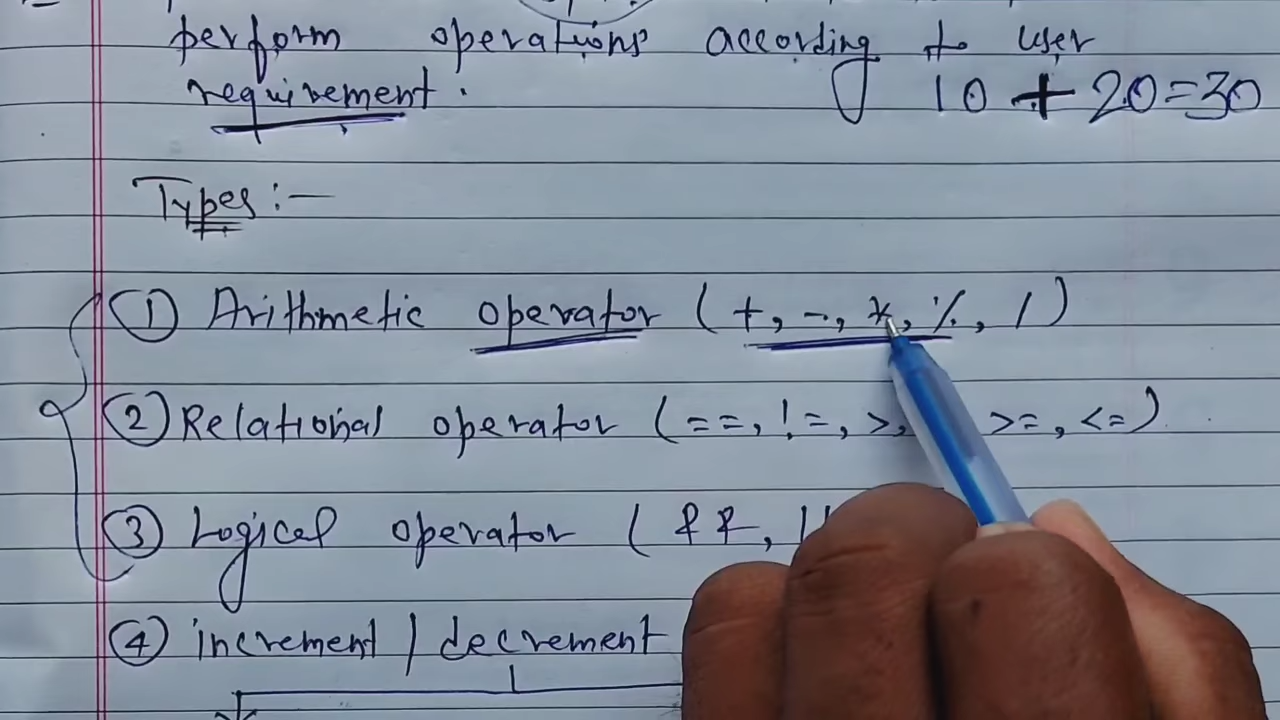 perform operations according to user
requirement. 10 + 20=30
Types:-
① Arithmetic operator (+, -, *, %, /)
② Relational operator (==, !=, >, >=, <=)
③ Logical operator (&&, ||
④ increment / decrement